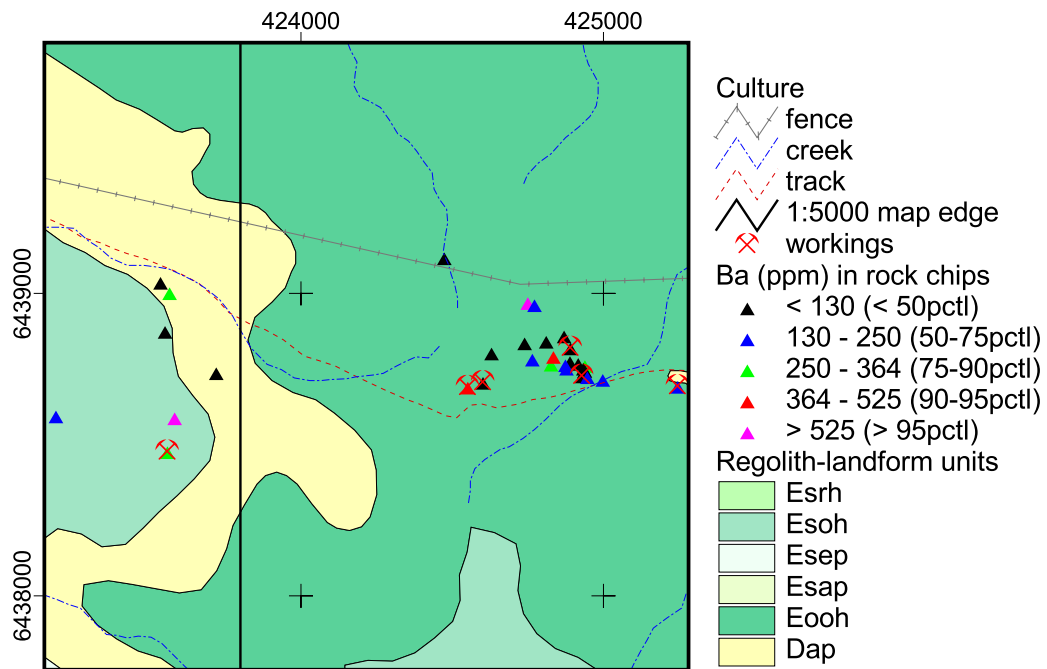 424000 425000
6439000
6438000
Culture
fence
creek
track
1:5000 map edge
workings
Ba (ppm) in rock chips
< 130 (< 50pctl)
130 - 250 (50-75pctl)
250 - 364 (75-90pctl)
364 - 525 (90-95pctl)
> 525 (> 95pctl)
Regolith-landform units
Esrh
Esoh
Esep
Esap
Eooh
Dap